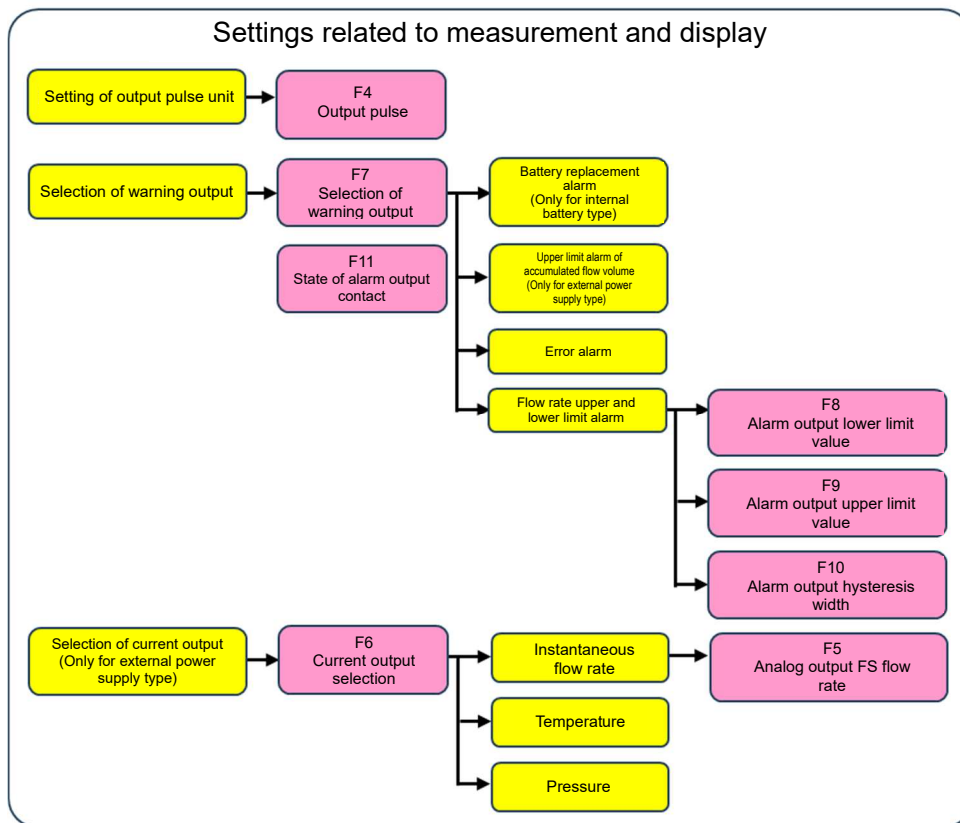 Settings related to measurement and display
Setting of output pulse unit
F4
Output pulse
Selection of warning output
F7
Selection of
warning output
Battery replacement
alarm
(Only for internal
battery type)
F11
State of alarm output
contact
Upper limit alarm of
accumulated flow volume
(Only for external power
supply type)
Error alarm
Flow rate upper and
lower limit alarm
F8
Alarm output lower limit
value
F9
Alarm output upper limit
value
F10
Alarm output hysteresis
width
Selection of current output
(Only for external power
supply type)
F6
Current output
selection
Instantaneous
flow rate
F5
Analog output FS flow
rate
Temperature
Pressure